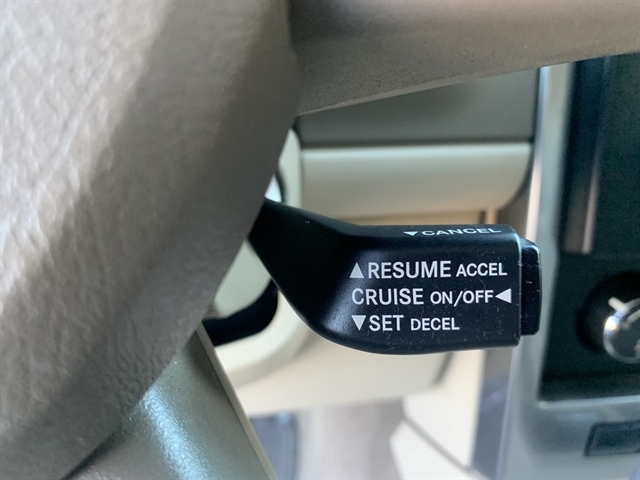 ▼CANCEL
▲RESUME ACCEL
CRUISE ON/OFF◀
▼SET DECEL